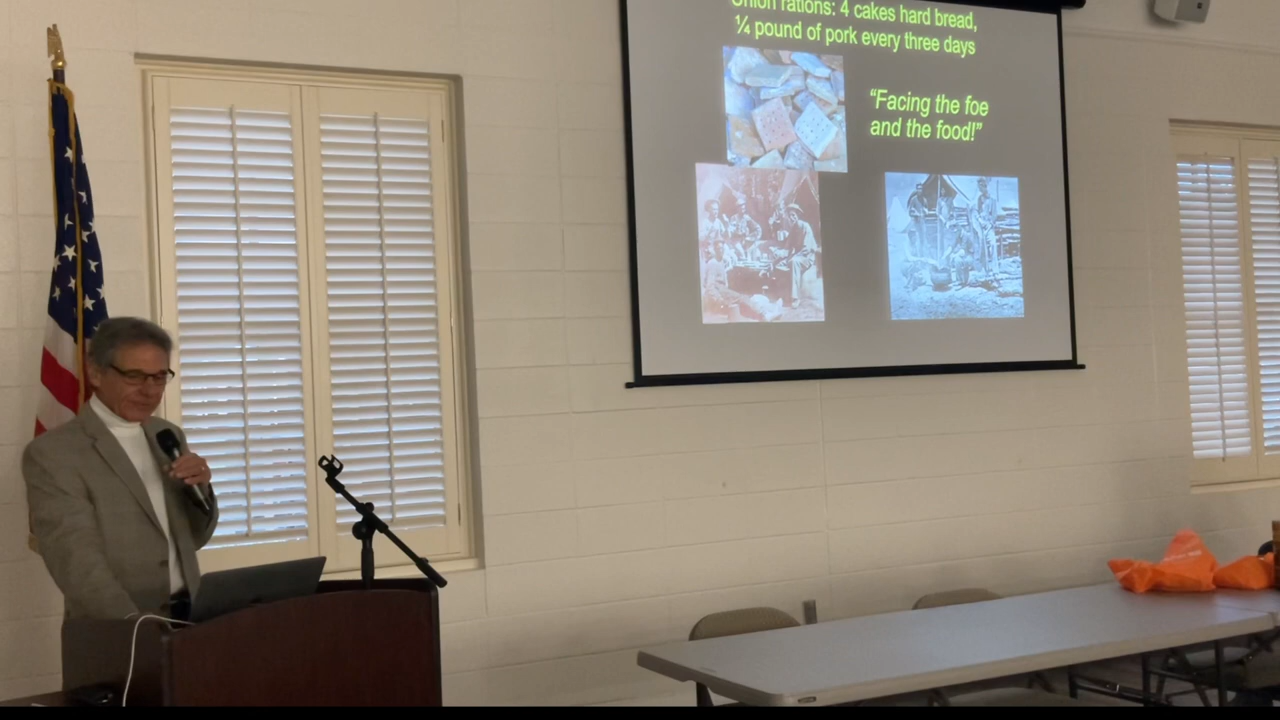 Union rations: 4 cakes hard bread,
¼ pound of pork every three days
“Facing the foe
and the food!”